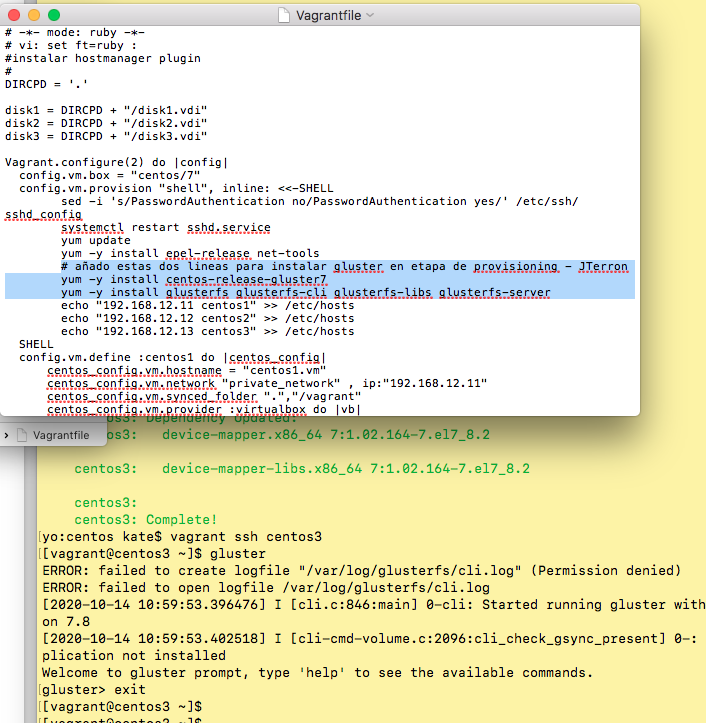 Vagrantfile
# -*- mode: ruby -*-
# vi: set ft=ruby :
#instalar hostmanager plugin
#
DIRCPD = '.'
disk1 = DIRCPD + "/disk1.vdi"
disk2 = DIRCPD + "/disk2.vdi"
disk3 = DIRCPD + "/disk3.vdi"
Vagrant.configure(2) do |config|
  config.vm.box = "centos/7"
  config.vm.provision "shell", inline: <<-SHELL
        sed -i 's/PasswordAuthentication no/PasswordAuthentication yes/' /etc/ssh/
sshd_config
        systemctl restart sshd.service
        yum update
        yum -y install epel-release net-tools
        # añado estas dos lineas para instalar gluster en etapa de provisioning - JTerron
        yum -y install centos-release-gluster7
        yum -y install glusterfs glusterfs-cli glusterfs-libs glusterfs-server
        echo "192.168.12.11 centos1" >> /etc/hosts
        echo "192.168.12.12 centos2" >> /etc/hosts
        echo "192.168.12.13 centos3" >> /etc/hosts
  SHELL
  config.vm.define :centos1 do |centos_config|
      centos_config.vm.hostname = "centos1.vm"
      centos_config.vm.network "private_network" , ip:"192.168.12.11"
      centos_config.vm.synced_folder ".","/vagrant"
      centos_config.vm.provider :virtualbox do |vb|
Vagrantfile
os3: Dependency Updated:
os3:   device-mapper.x86_64 7:1.02.164-7.el7_8.2
centos3:   device-mapper-libs.x86_64 7:1.02.164-7.el7_8.2
centos3:
centos3: Complete!
[yo:centos kate$ vagrant ssh centos3
[[vagrant@centos3 ~]$ gluster
ERROR: failed to create logfile "/var/log/glusterfs/cli.log" (Permission denied)
ERROR: failed to open logfile /var/log/glusterfs/cli.log
[2020-10-14 10:59:53.396476] I [cli.c:846:main] 0-cli: Started running gluster with
on 7.8
[2020-10-14 10:59:53.402518] I [cli-cmd-volume.c:2096:cli_check_gsync_present] 0-:
plication not installed
Welcome to gluster prompt, type 'help' to see the available commands.
[gluster> exit
[[vagrant@centos3 ~]$
[[vagrant@centos3 ~]$